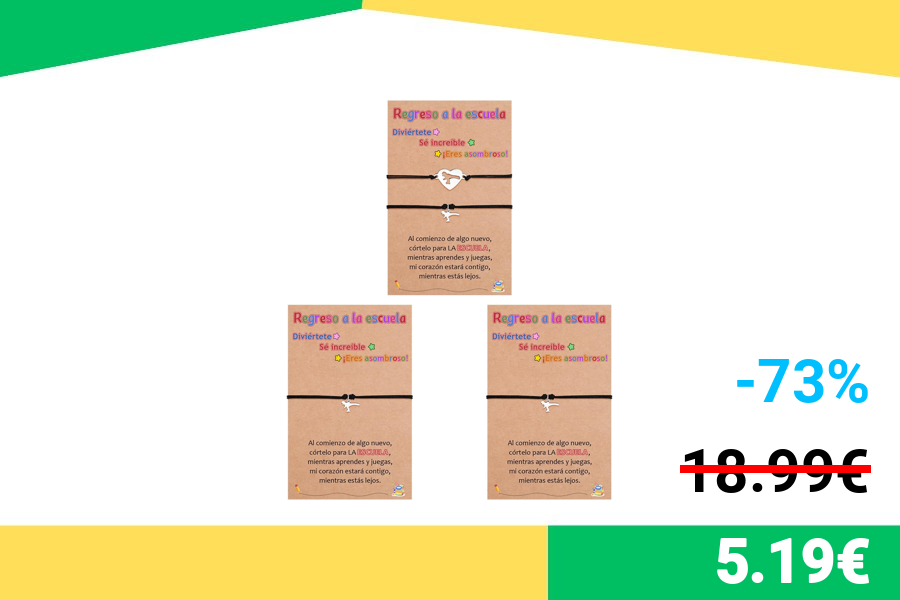 Regreso a la escuela
Diviértete
Sé increíble
¡Eres asombroso!
Al comienzo de algo nuevo,
córtelo para LA ESCUELA,
mientras aprendes y juegas,
mi corazón estará contigo,
mientras estás lejos.
Regreso a la escuela
Diviértete
Sé increíble
¡Eres asombroso!
Al comienzo de algo nuevo,
córtelo para LA ESCUELA,
mientras aprendes y juegas,
mi corazón estará contigo,
mientras estás lejos.
Regreso a la escuela
Diviértete
Sé increíble
¡Eres asombroso!
Al comienzo de algo nuevo,
córtelo para LA ESCUELA,
mientras aprendes y juegas,
mi corazón estará contigo,
mientras estás lejos.
-73%
18.99€
5.19€